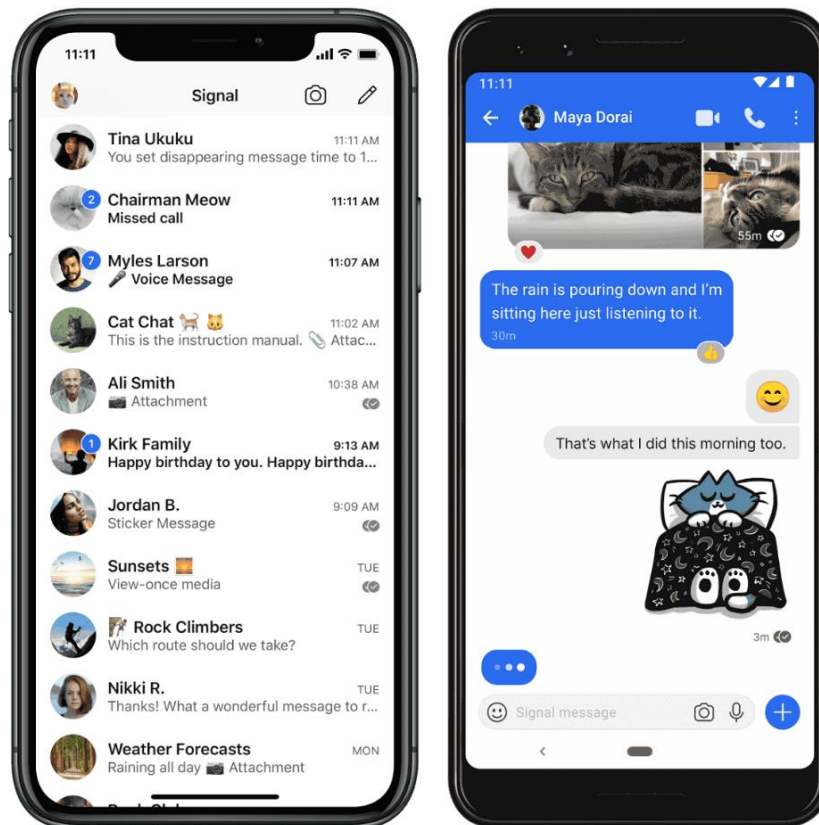 11:11
Signal
Tina Ukuku
11:11 AM
You set disappearing message time to 1...
2
Chairman Meow
11:11 AM
Missed call
7
Myles Larson
11:07 AM
🎤 Voice Message
Cat Chat 🐈 🐱
11:02 AM
This is the instruction manual. 📎 Attac...
Ali Smith
10:38 AM
📷 Attachment
1
Kirk Family
9:13 AM
Happy birthday to you. Happy birthda...
Jordan B.
9:09 AM
Sticker Message
Sunsets 🌅
TUE
View-once media
🧗 Rock Climbers
TUE
Which route should we take?
Nikki R.
TUE
Thanks! What a wonderful message to r...
Weather Forecasts
MON
Raining all day 📷 Attachment
11:11
Maya Dorai
55m
The rain is pouring down and I'm
sitting here just listening to it.
30m
That's what I did this morning too.
3m
Signal message